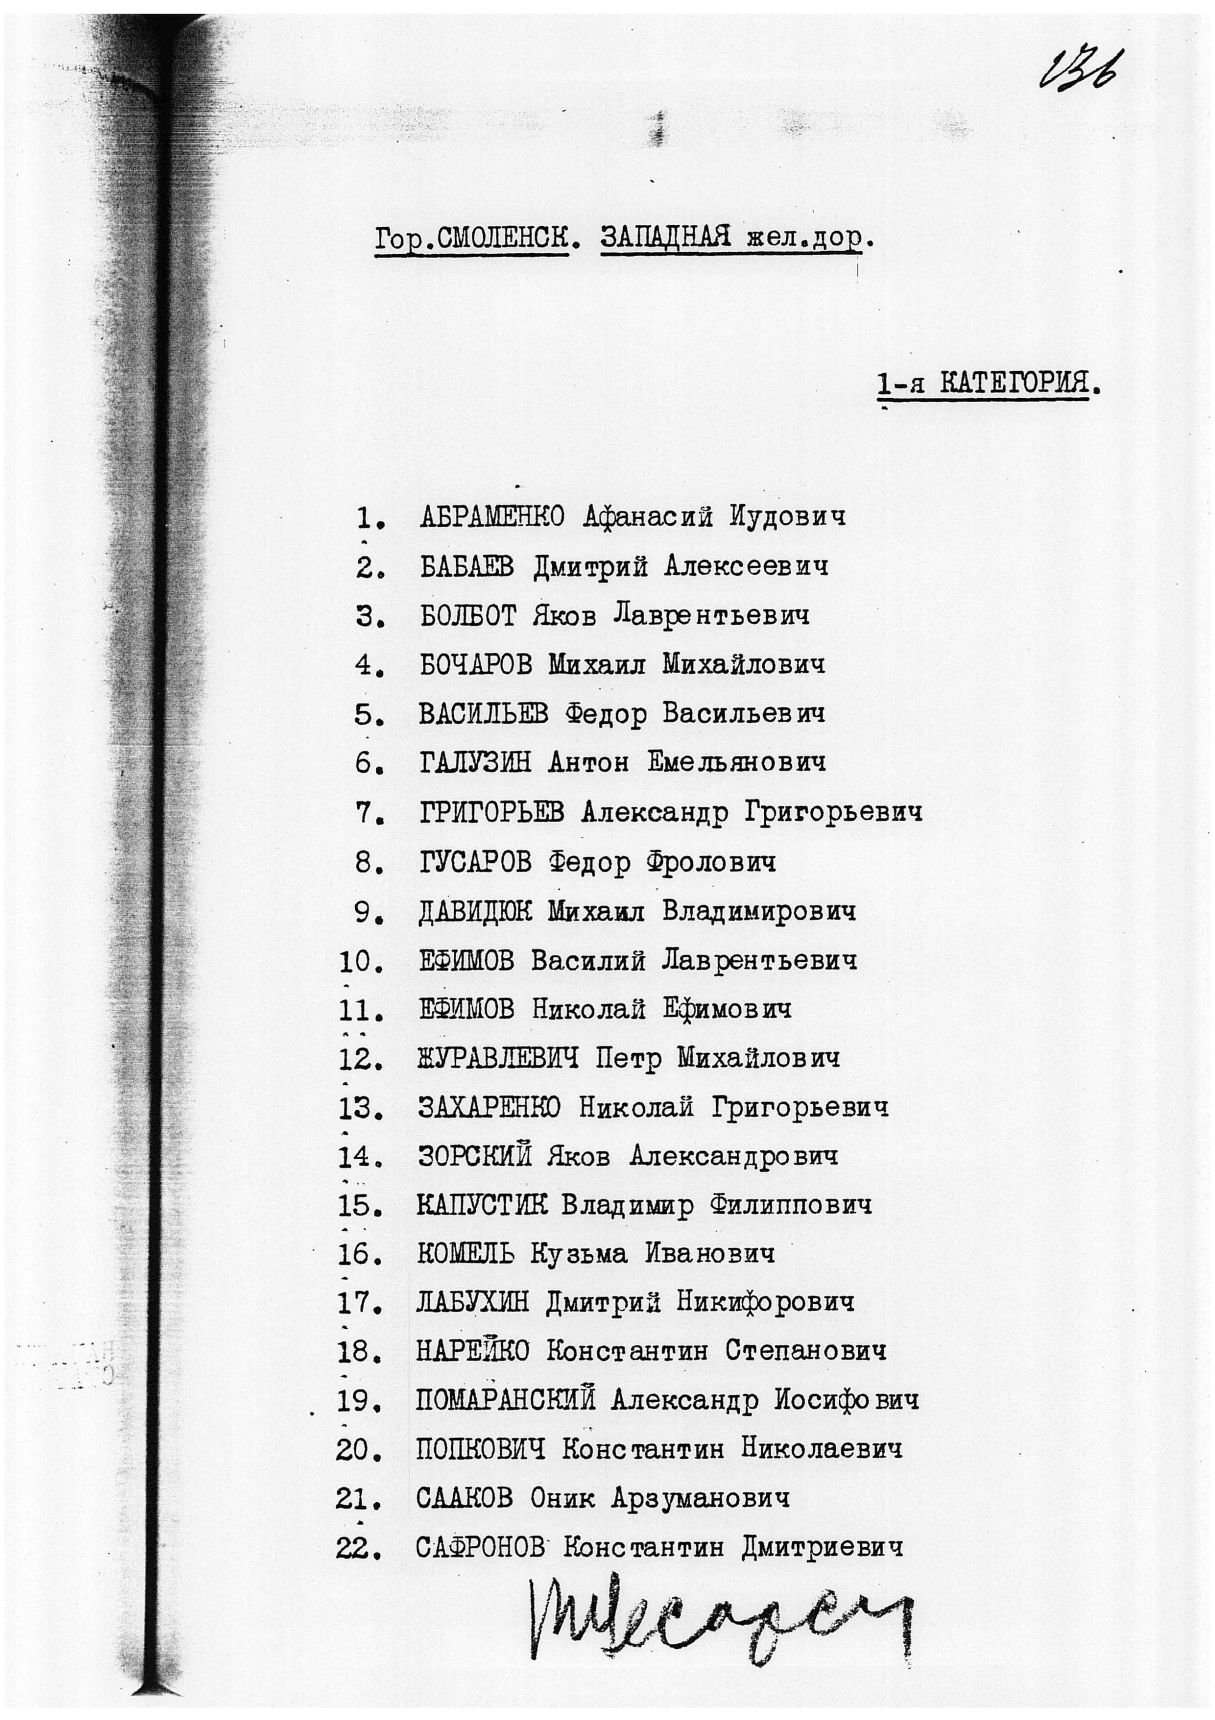 136
Гор.СМОЛЕНСК. ЗАПАДНАЯ жел.дор.
1-я КАТЕГОРИЯ.
1. АБРАМЕНКО Афанасий Иудович
2. БАБАЕВ Дмитрий Алексеевич
3. БОЛБОТ Яков Лаврентьевич
4. БОЧАРОВ Михаил Михайлович
5. ВАСИЛЬЕВ Федор Васильевич
6. ГАЛУЗИН Антон Емельянович
7. ГРИГОРЬЕВ Александр Григорьевич
8. ГУСАРОВ Федор Фролович
9. ДАВИДЮК Михаил Владимирович
10. ЕФИМОВ Василий Лаврентьевич
11. ЕФИМОВ Николай Ефимович
12. ЖУРАВЛЕВИЧ Петр Михайлович
13. ЗАХАРЕНКО Николай Григорьевич
14. ЗОРСКИЙ Яков Александрович
15. КАПУСТИК Владимир Филиппович
16. КОМЕЛЬ Кузьма Иванович
17. ЛАБУХИН Дмитрий Никифорович
18. НАРЕЙКО Константин Степанович
19. ПОМАРАНСКИЙ Александр Иосифович
20. ПОПКОВИЧ Константин Николаевич
21. СААКОВ Оник Арзуманович
22. САФРОНОВ Константин Дмитриевич